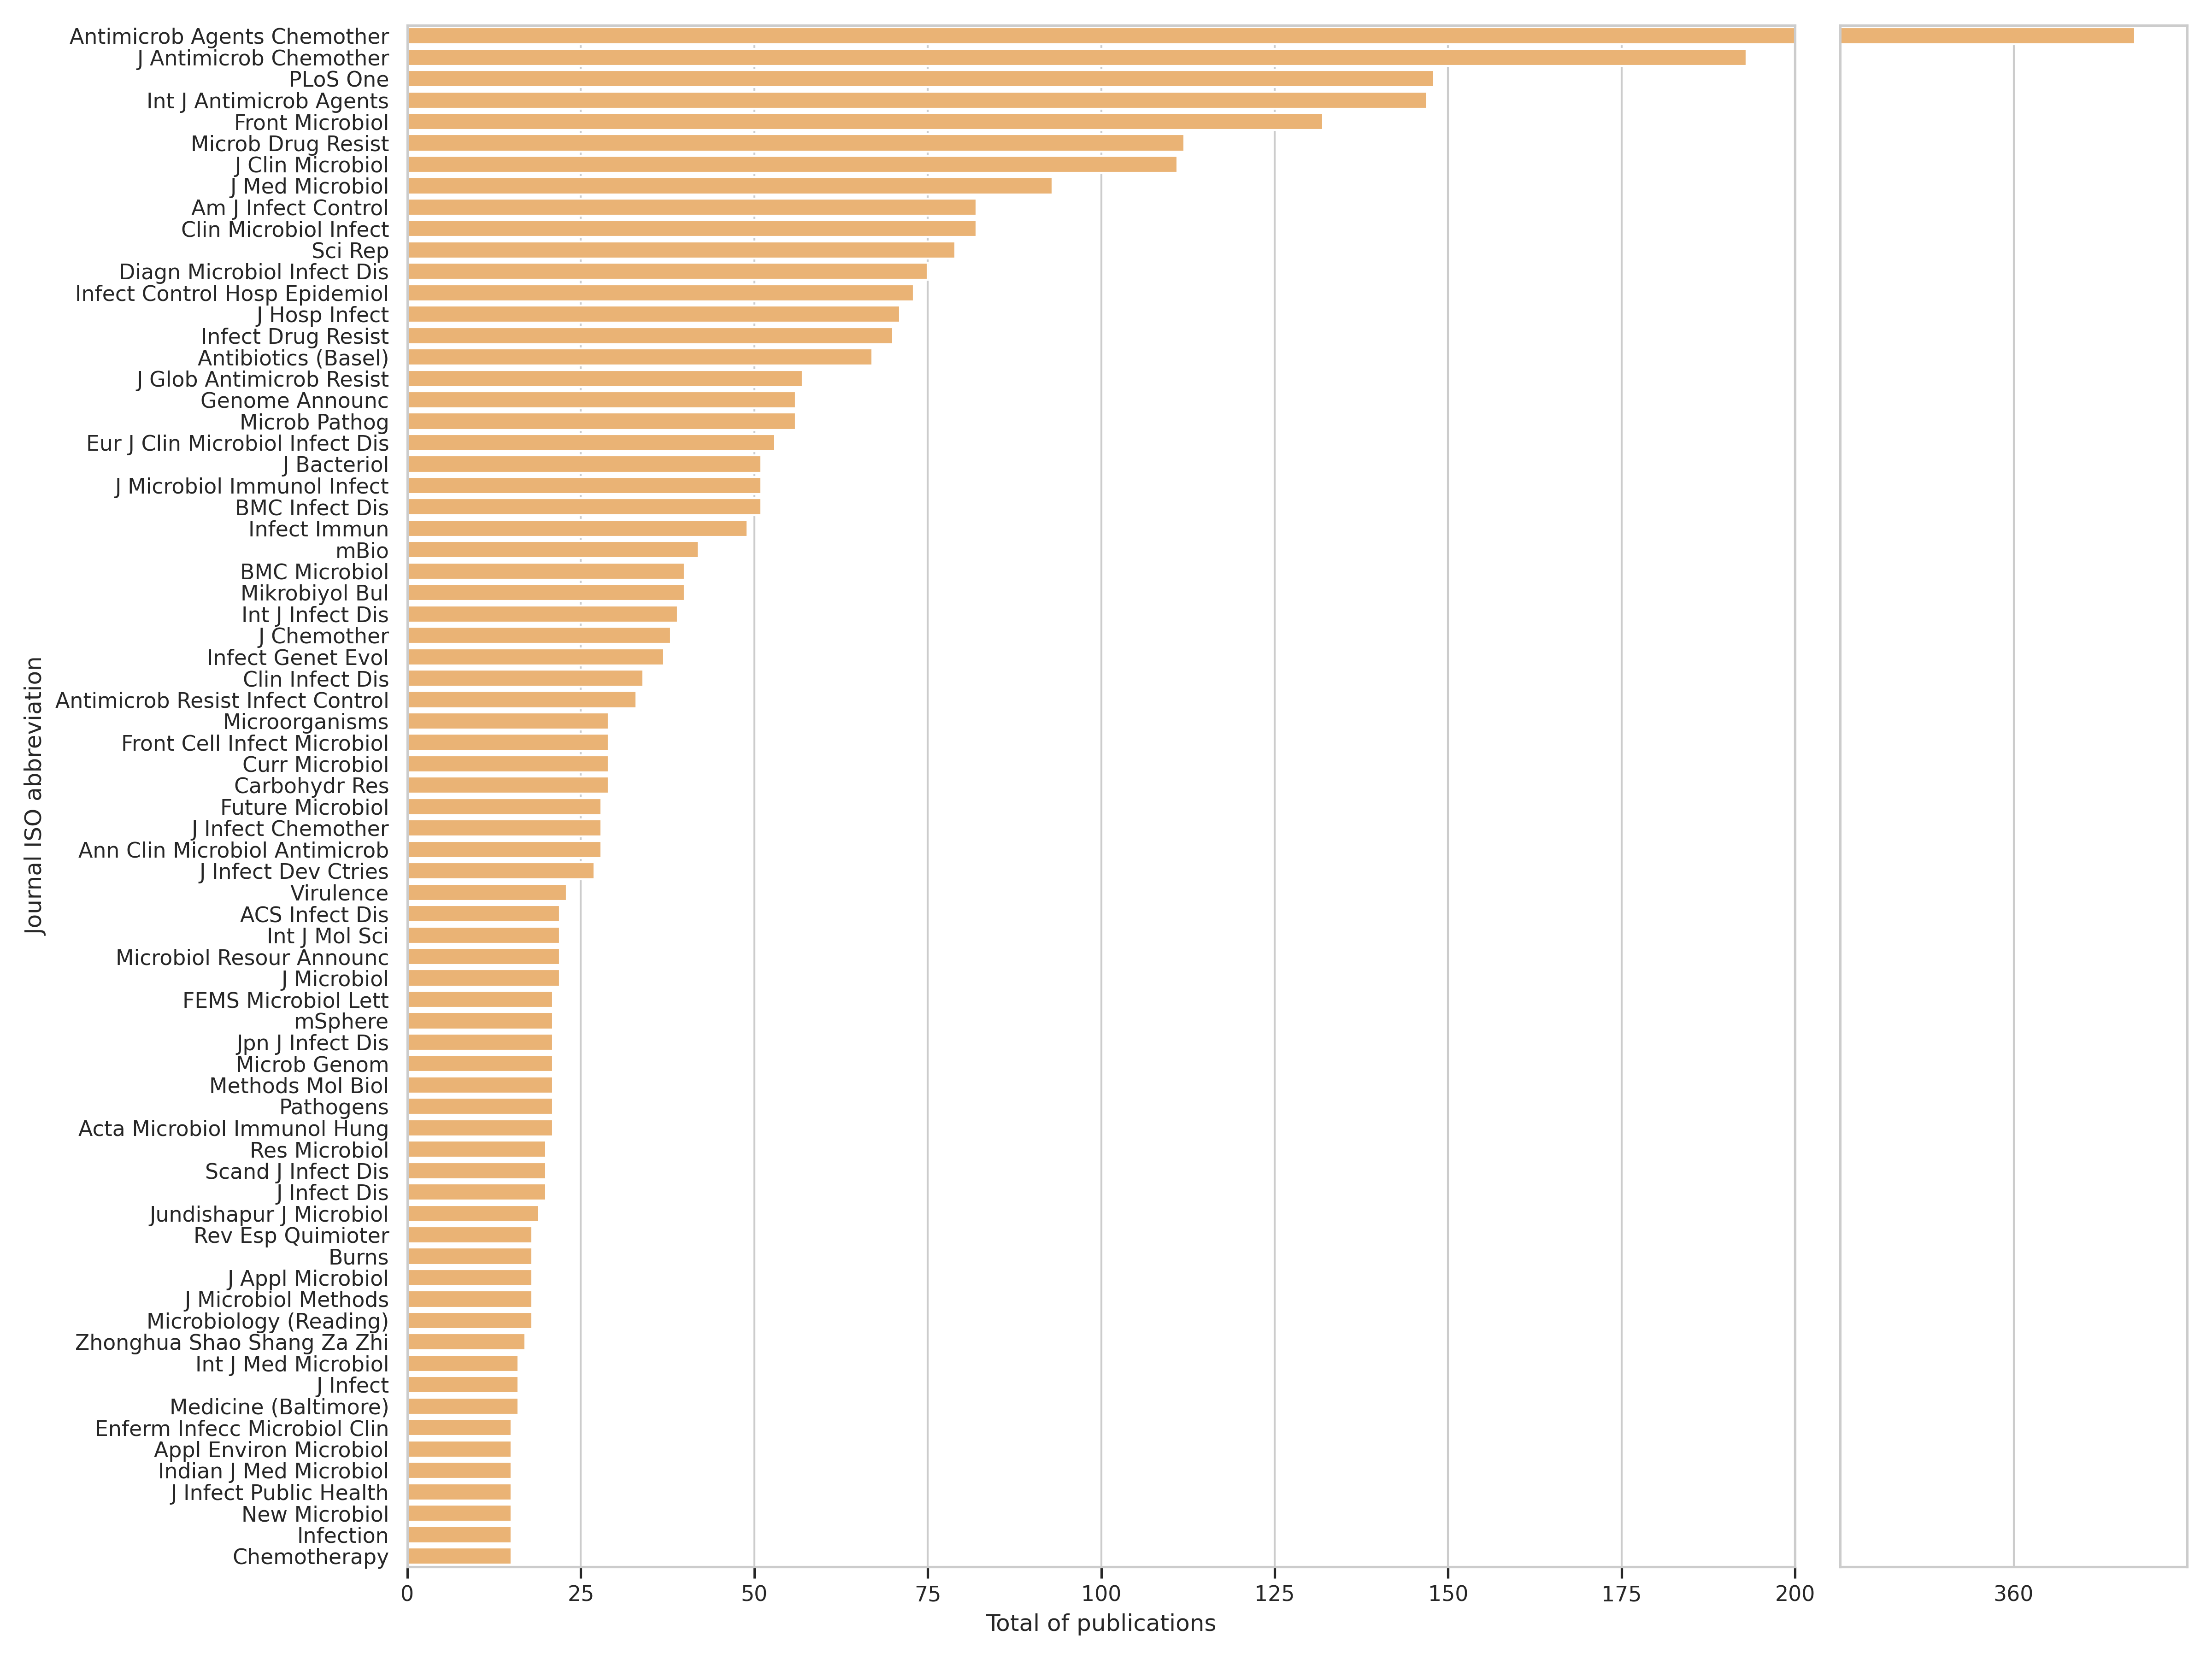 Antimicrob Agents Chemother
J Antimicrob Chemother
PLoS One
Int J Antimicrob Agents
Front Microbiol
Microb Drug Resist
J Clin Microbiol
J Med Microbiol
Am J Infect Control
Clin Microbiol Infect
Sci Rep
Diagn Microbiol Infect Dis
Infect Control Hosp Epidemiol
J Hosp Infect
Infect Drug Resist
Antibiotics (Basel)
J Glob Antimicrob Resist
Genome Announc
Microb Pathog
Eur J Clin Microbiol Infect Dis
J Bacteriol
J Microbiol Immunol Infect
BMC Infect Dis
Infect Immun
mBio
BMC Microbiol
Mikrobiyol Bul
Int J Infect Dis
J Chemother
Infect Genet Evol
Clin Infect Dis
Antimicrob Resist Infect Control
Microorganisms
Front Cell Infect Microbiol
Curr Microbiol
Carbohydr Res
Future Microbiol
J Infect Chemother
Ann Clin Microbiol Antimicrob
J Infect Dev Ctries
Virulence
ACS Infect Dis
Int J Mol Sci
Microbiol Resour Announc
J Microbiol
FEMS Microbiol Lett
mSphere
Jpn J Infect Dis
Microb Genom
Methods Mol Biol
Pathogens
Acta Microbiol Immunol Hung
Res Microbiol
Scand J Infect Dis
J Infect Dis
Jundishapur J Microbiol
Rev Esp Quimioter
Burns
J Appl Microbiol
J Microbiol Methods
Microbiology (Reading)
Zhonghua Shao Shang Za Zhi
Int J Med Microbiol
J Infect
Medicine (Baltimore)
Enferm Infecc Microbiol Clin
Appl Environ Microbiol
Indian J Med Microbiol
J Infect Public Health
New Microbiol
Infection
Chemotherapy
Journal ISO abbreviation
0 25 50 75 100 125 150 175 200 360
Total of publications